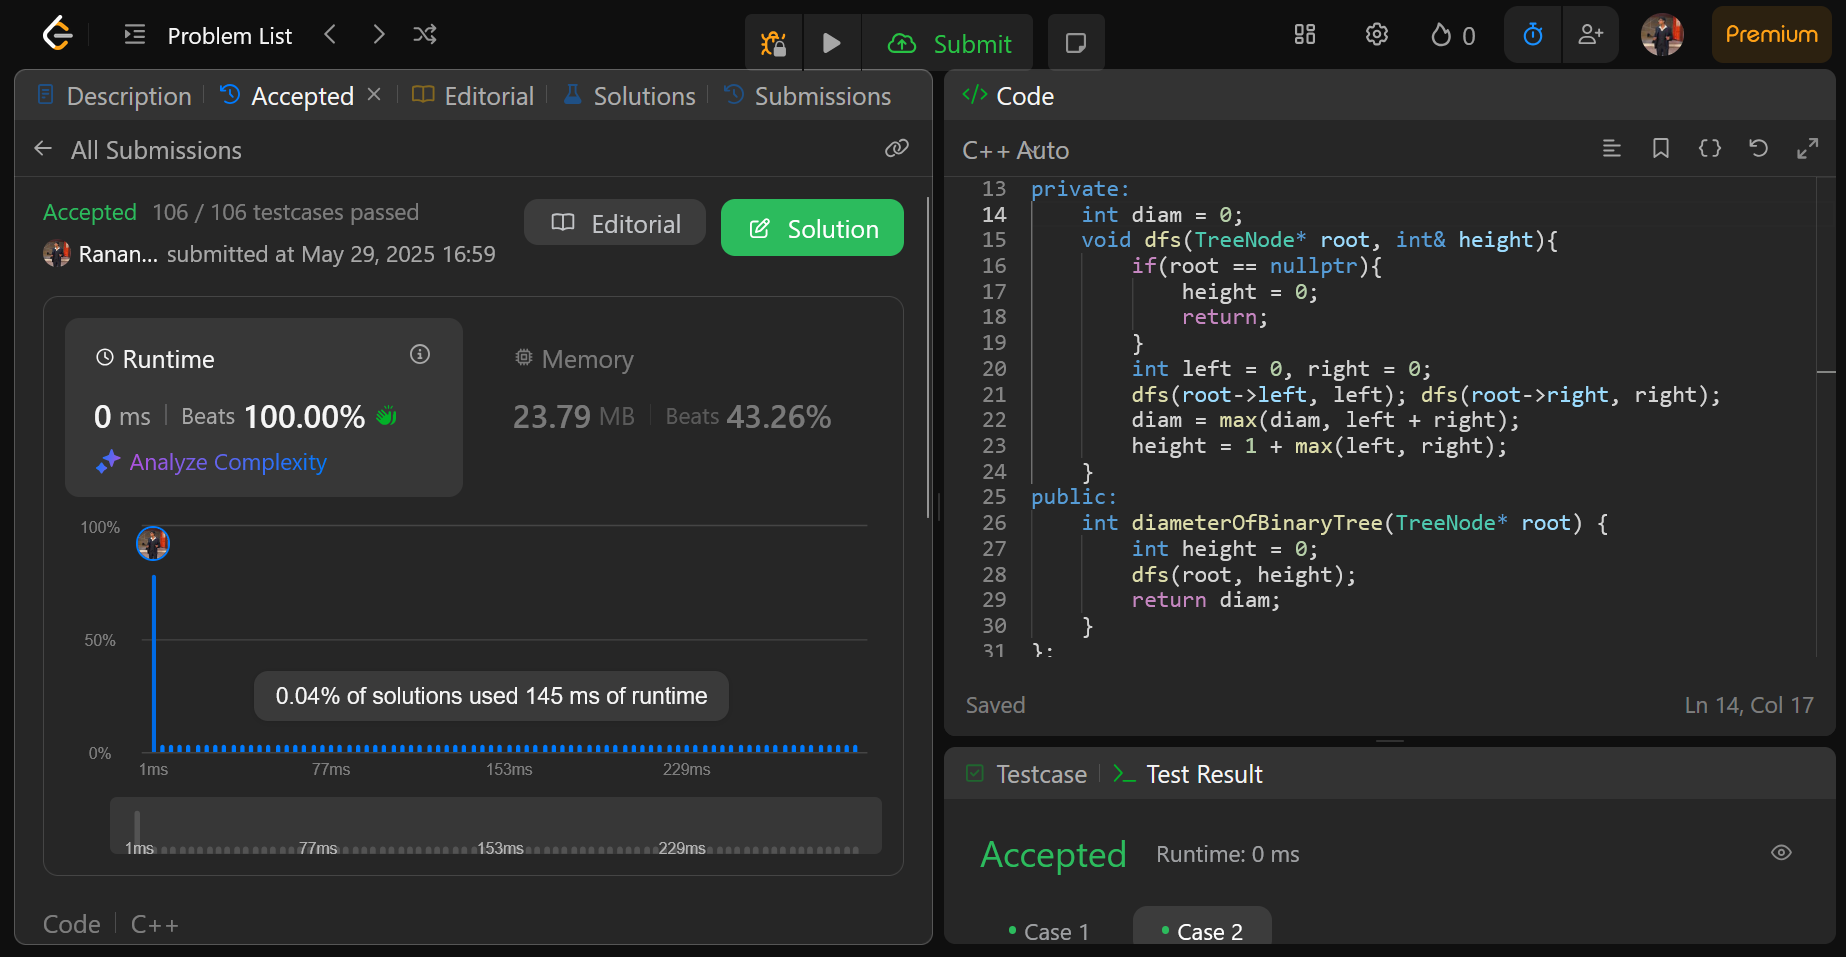 Problem List
Submit
0
Premium
Description
Accepted
Editorial
Solutions
Submissions
All Submissions
Accepted 106 / 106 testcases passed
Ranan... submitted at May 29, 2025 16:59
Editorial
Solution
Runtime
0 ms Beats 100.00%
Analyze Complexity
Memory
23.79 MB Beats 43.26%
100%
50%
0%
0.04% of solutions used 145 ms of runtime
1ms 77ms 153ms 229ms
1ms 77ms 153ms 229ms
Code C++
</> Code
C++ Auto
13 private:
14 int diam = 0;
15 void dfs(TreeNode* root, int& height){
16 if(root == nullptr){
17 height = 0;
18 return;
19 }
20 int left = 0, right = 0;
21 dfs(root->left, left); dfs(root->right, right);
22 diam = max(diam, left + right);
23 height = 1 + max(left, right);
24 }
25 public:
26 int diameterOfBinaryTree(TreeNode* root) {
27 int height = 0;
28 dfs(root, height);
29 return diam;
30 }
31 };
Saved
Ln 14, Col 17
Testcase
Test Result
Accepted Runtime: 0 ms
Case 1
Case 2